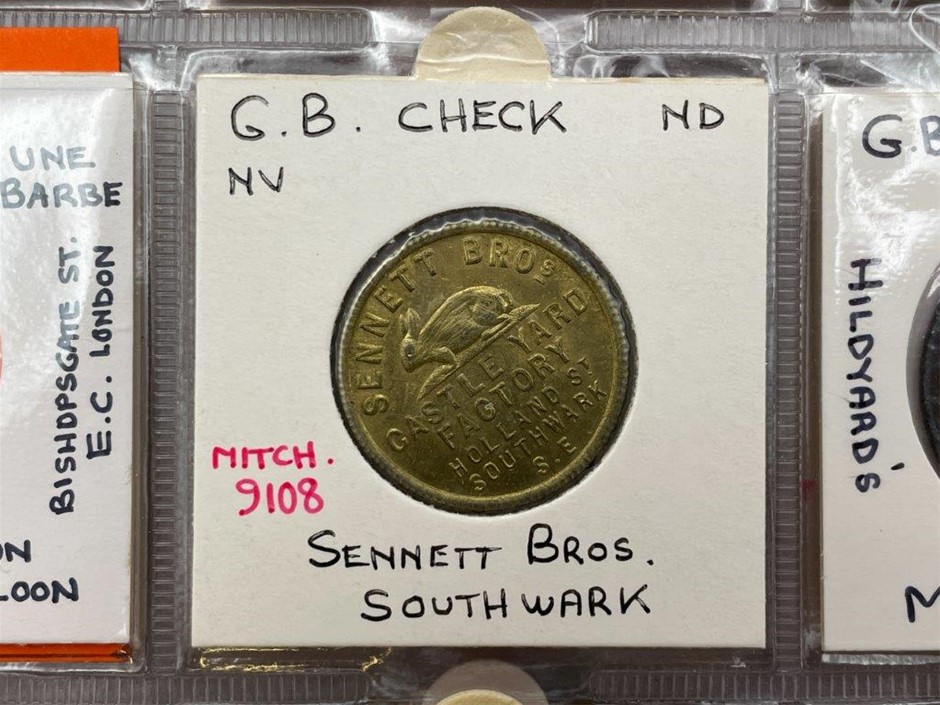 UNE
BARBE
BISHOPSGATE ST.
E.C. LONDON
ON
LOON
G.B. CHECK ND
NV
SENNETT BROS
CASTLE YARD
FACTORY
HOLLAND ST
SOUTHWARK
S.E
MITCH.
9108
SENNETT BROS.
SOUTHWARK
G.B
HILDYARD'S
M